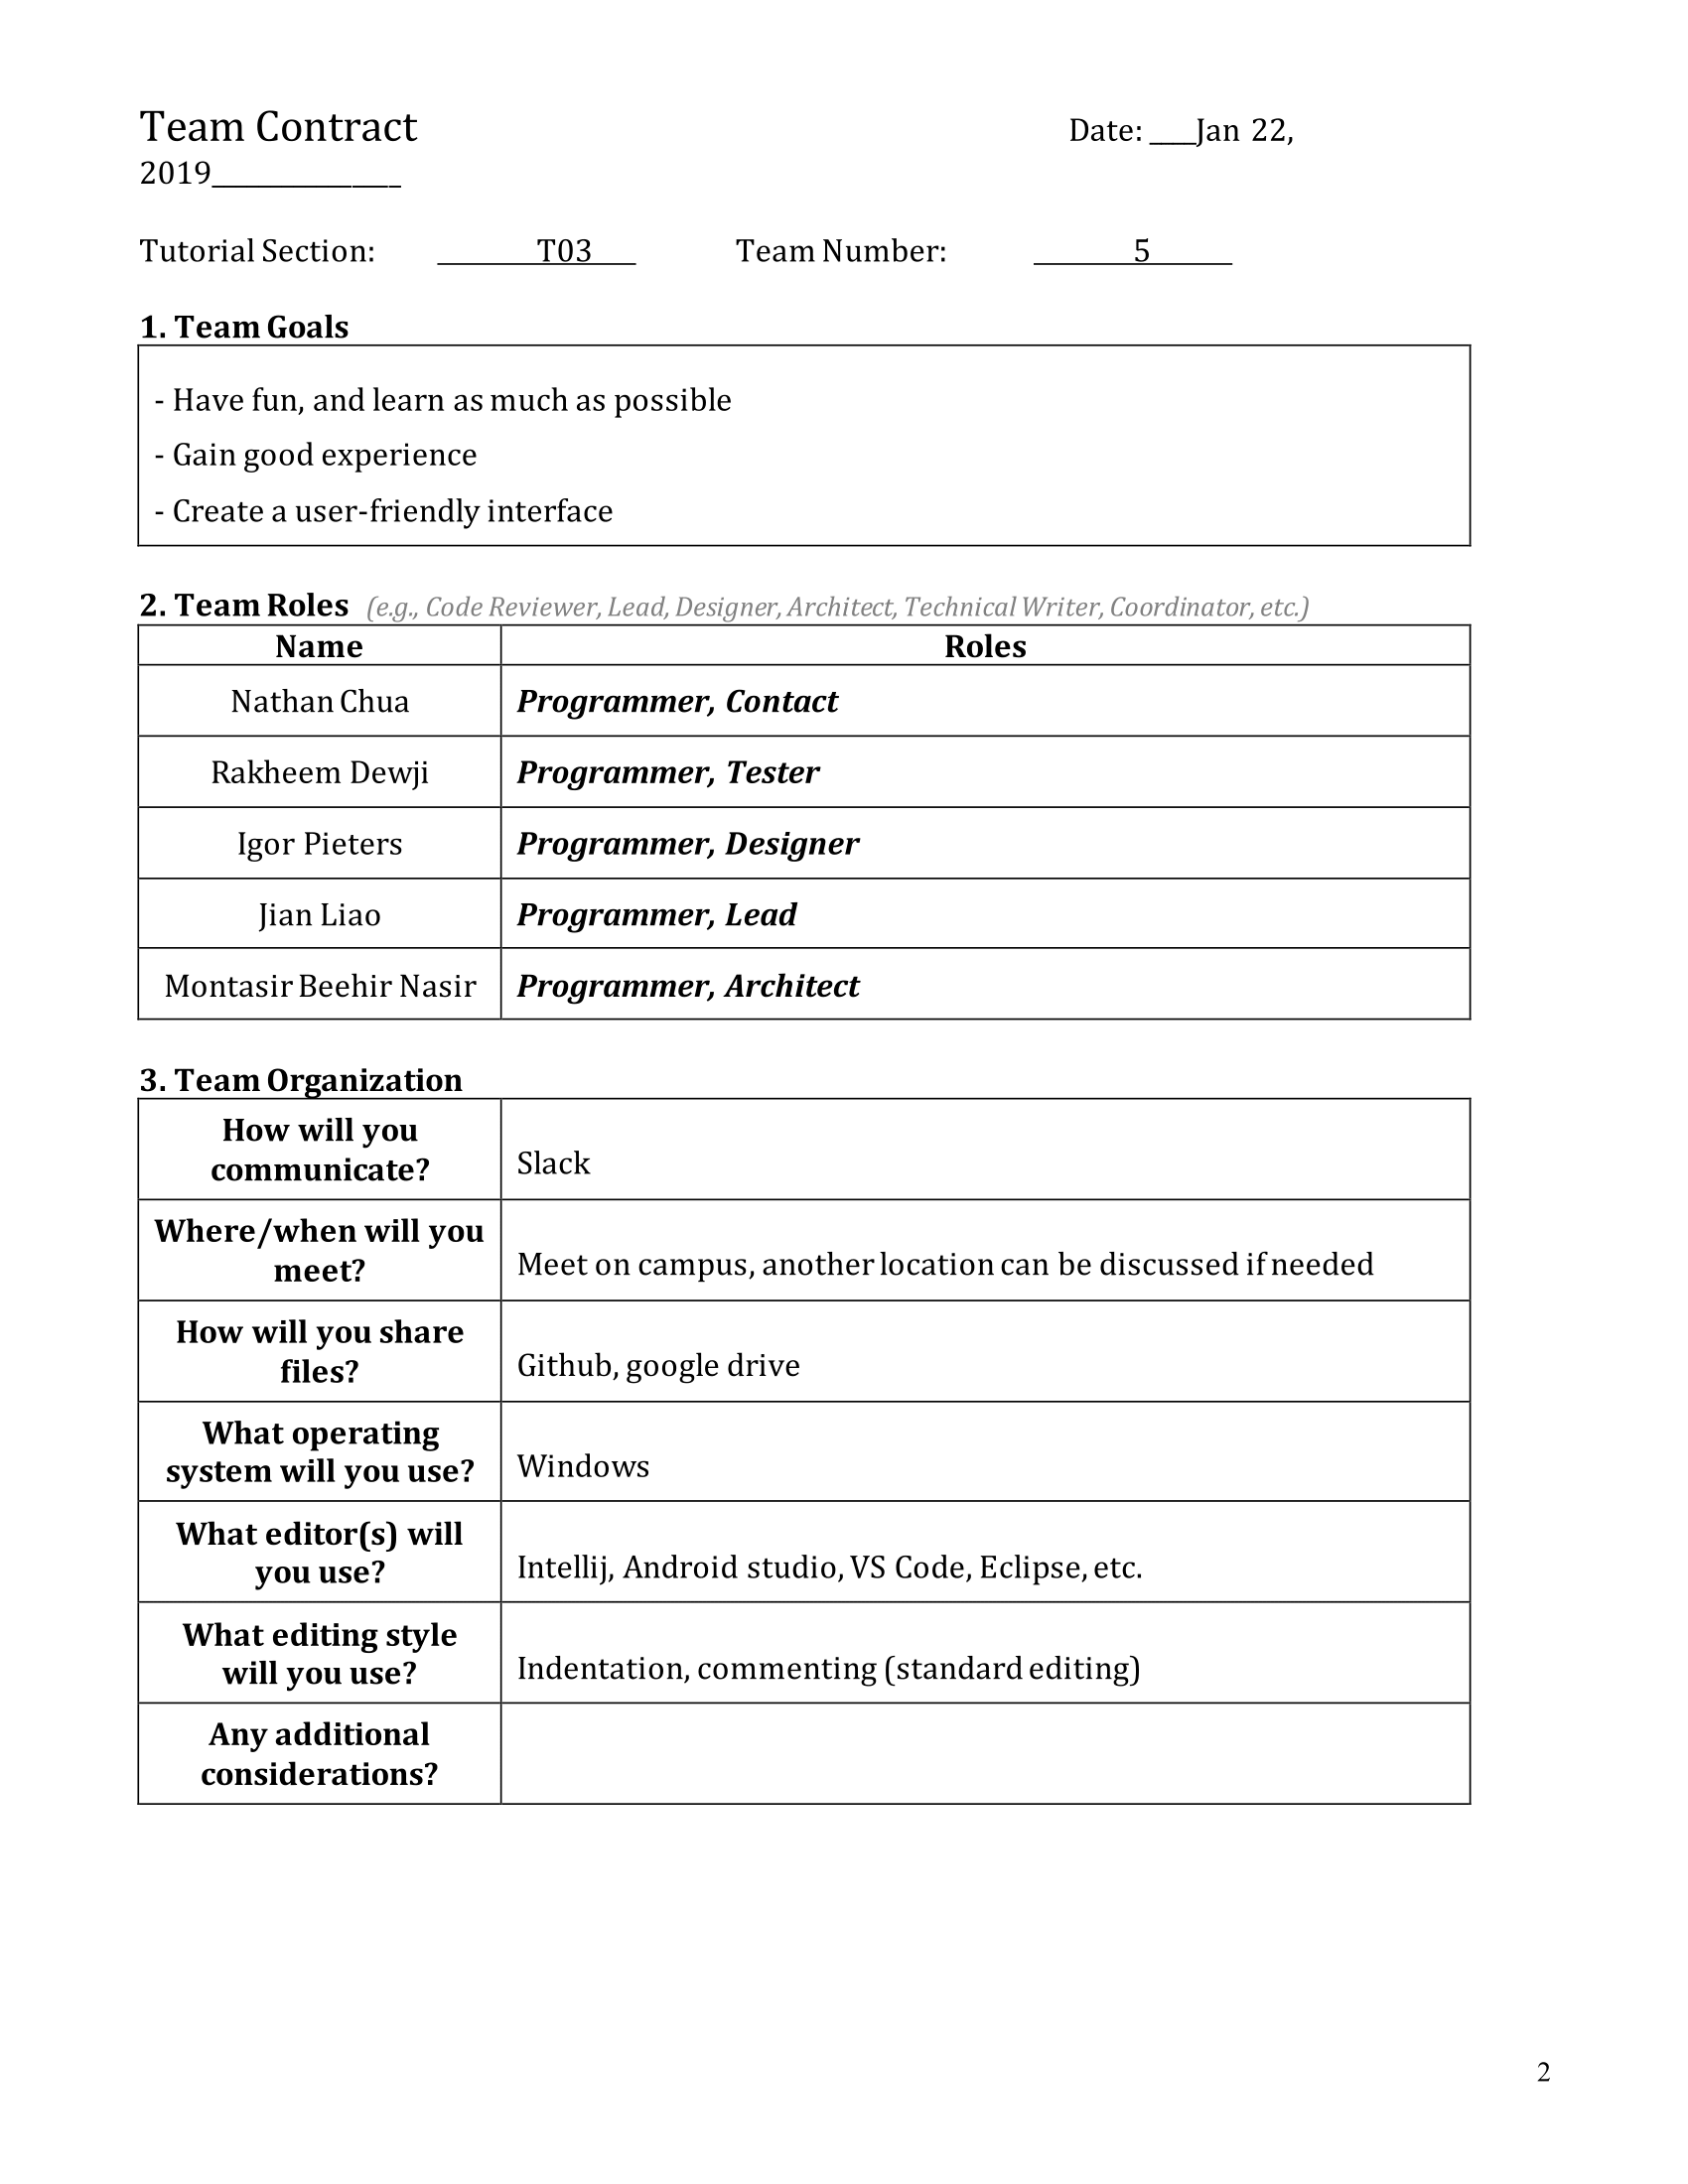 Team Contract Date: ____Jan 22,
2019________________
Tutorial Section: T03 Team Number: 5
1. Team Goals
- Have fun, and learn as much as possible
- Gain good experience
- Create a user-friendly interface
2. Team Roles (e.g., Code Reviewer, Lead, Designer, Architect, Technical Writer, Coordinator, etc.)
Name Roles
Nathan Chua Programmer, Contact
Rakheem Dewji Programmer, Tester
Igor Pieters Programmer, Designer
Jian Liao Programmer, Lead
Montasir Beehir Nasir Programmer, Architect
3. Team Organization
How will you
communicate?
Slack
Where/when will you
meet?
Meet on campus, another location can be discussed if needed
How will you share
files?
Github, google drive
What operating
system will you use?
Windows
What editor(s) will
you use?
Intellij, Android studio, VS Code, Eclipse, etc.
What editing style
will you use?
Indentation, commenting (standard editing)
Any additional
considerations?
2